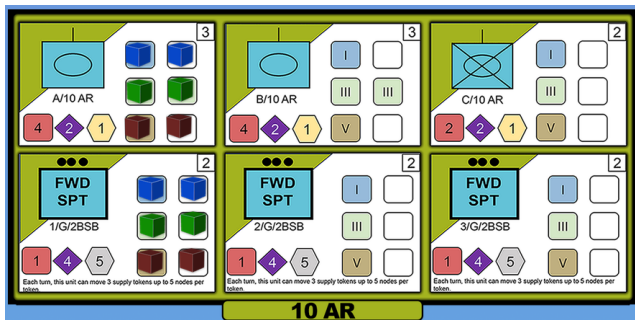 3
A/10 AR
4 2 1
3
I
III III
B/10 AR
4 2 1 V
2
I
III
C/10 AR
2 2 1 V
2
FWD
SPT
1/G/2BSB
1 4 5
Each turn, this unit can move 3 supply tokens up to 5 nodes per
token.
2
FWD
SPT
I
III
2/G/2BSB
1 4 5 V
Each turn, this unit can move 3 supply tokens up to 5 nodes per
token.
2
FWD
SPT
I
III
3/G/2BSB
1 4 5 V
Each turn, this unit can move 3 supply tokens up to 5 nodes per
token.
10 AR